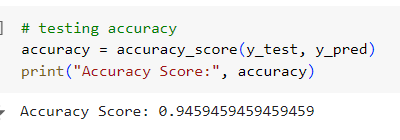 # testing accuracy
accuracy = accuracy_score(y_test, y_pred)
print("Accuracy Score:", accuracy)
Accuracy Score: 0.9459459459459459